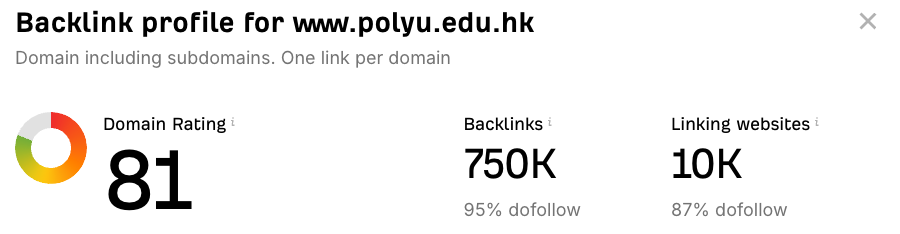 Backlink profile for www.polyu.edu.hk
Domain including subdomains. One link per domain
Domain Rating i
81
Backlinks i
750K
95% dofollow
Linking websites i
10K
87% dofollow